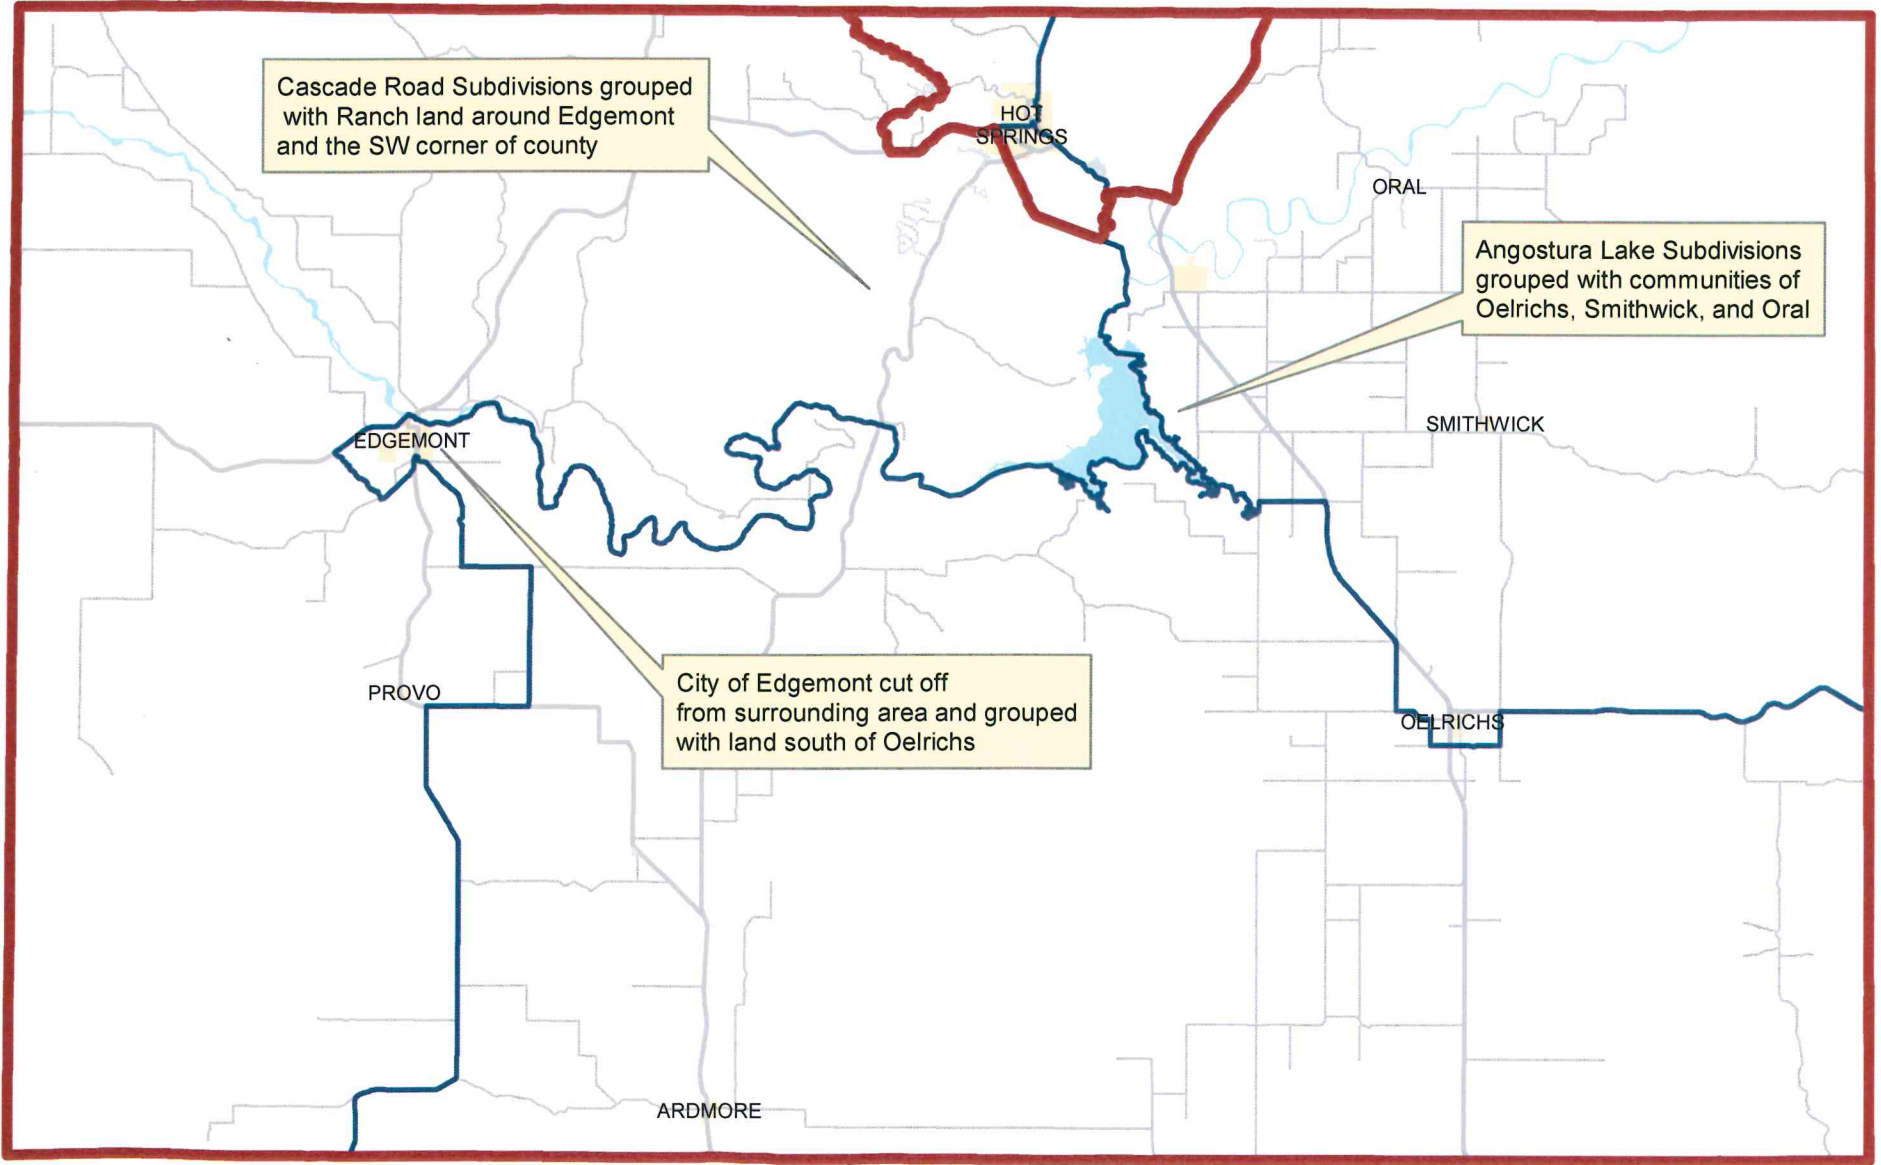 Cascade Road Subdivisions grouped
with Ranch land around Edgemont
and the SW corner of county
HOT
SPRINGS
ORAL
Angostura Lake Subdivisions
grouped with communities of
Oelrichs, Smithwick, and Oral
SMITHWICK
EDGEMONT
City of Edgemont cut off
from surrounding area and grouped
with land south of Oelrichs
PROVO
OELRICHS
ARDMORE